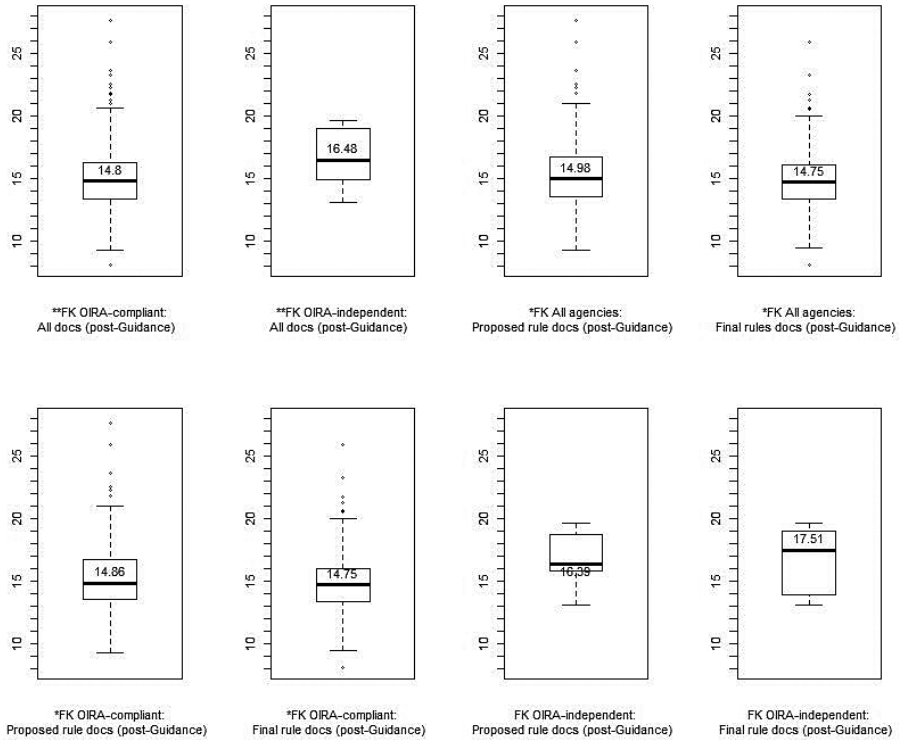 25
20
15
10
14.8
**FK OIRA-compliant:
All docs (post-Guidance)
25
20
15
10
16.48
**FK OIRA-independent:
All docs (post-Guidance)
25
20
15
10
14.98
*FK All agencies:
Proposed rule docs (post-Guidance)
25
20
15
10
14.75
*FK All agencies:
Final rules docs (post-Guidance)
25
20
15
10
14.86
*FK OIRA-compliant:
Proposed rule docs (post-Guidance)
25
20
15
10
14.75
*FK OIRA-compliant:
Final rule docs (post-Guidance)
25
20
15
10
16.39
FK OIRA-independent:
Proposed rule docs (post-Guidance)
25
20
15
10
17.51
FK OIRA-independent:
Final rule docs (post-Guidance)